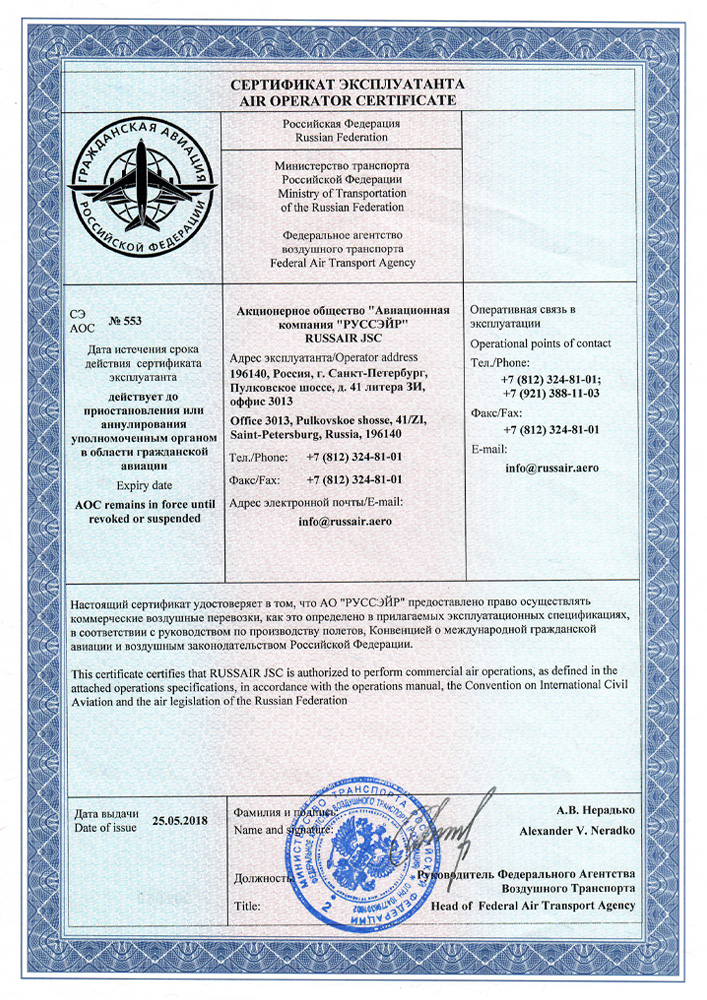 СЕРТИФИКАТ ЭКСПЛУАТАНТА
AIR OPERATOR CERTIFICATE
ГРАЖДАНСКАЯ АВИАЦИЯ
РОССИЙСКОЙ ФЕДЕРАЦИИ
Российская Федерация
Russian Federation
Министерство транспорта
Российской Федерации
Ministry of Transportation
of the Russian Federation
Федеральное агентство
воздушного транспорта
Federal Air Transport Agency
СЭ
АОС № 553
Дата истечения срока
действия сертификата
эксплуатанта
действует до
приостановления или
аннулирования
уполномоченным органом
в области гражданской
авиации
Expiry date
AOC remains in force until
revoked or suspended
Акционерное общество "Авиационная
компания "РУССЭЙР"
RUSSAIR JSC
Адрес эксплуатанта/Operator address
196140, Россия, г. Санкт-Петербург,
Пулковское шоссе, д. 41 литера ЗИ,
оффис 3013
Office 3013, Pulkovskoe shosse, 41/ZI,
Saint-Petersburg, Russia, 196140
Тел./Phone: +7 (812) 324-81-01
Факс/Fax: +7 (812) 324-81-01
Адрес электронной почты/E-mail:
info@russair.aero
Оперативная связь в
эксплуатации
Operational points of contact
Тел./Phone:
+7 (812) 324-81-01;
+7 (921) 388-11-03
Факс/Fax:
+7 (812) 324-81-01
E-mail:
info@russair.aero
Настоящий сертификат удостоверяет в том, что АО "РУССЭЙР" предоставлено право осуществлять
коммерческие воздушные перевозки, как это определено в прилагаемых эксплуатационных спецификациях,
в соответствии с руководством по производству полетов, Конвенцией о международной гражданской
авиации и воздушным законодательством Российской Федерации.
This certificate certifies that RUSSAIR JSC is authorized to perform commercial air operations, as defined in the
attached operations specifications, in accordance with the operations manual, the Convention on International Civil
Aviation and the air legislation of the Russian Federation
Дата выдачи
Date of issue 25.05.2018
Фамилия и подпись:
Name and signature:
А.В. Нерадько
Alexander V. Neradko
Должность:
Руководитель Федерального Агентства
Воздушного Транспорта
Title:
Head of Federal Air Transport Agency
МИНИСТЕРСТВО ТРАНСПОРТА РОССИЙСКОЙ ФЕДЕРАЦИИ
ФЕДЕРАЛЬНОЕ АГЕНТСТВО ВОЗДУШНОГО ТРАНСПОРТА
2